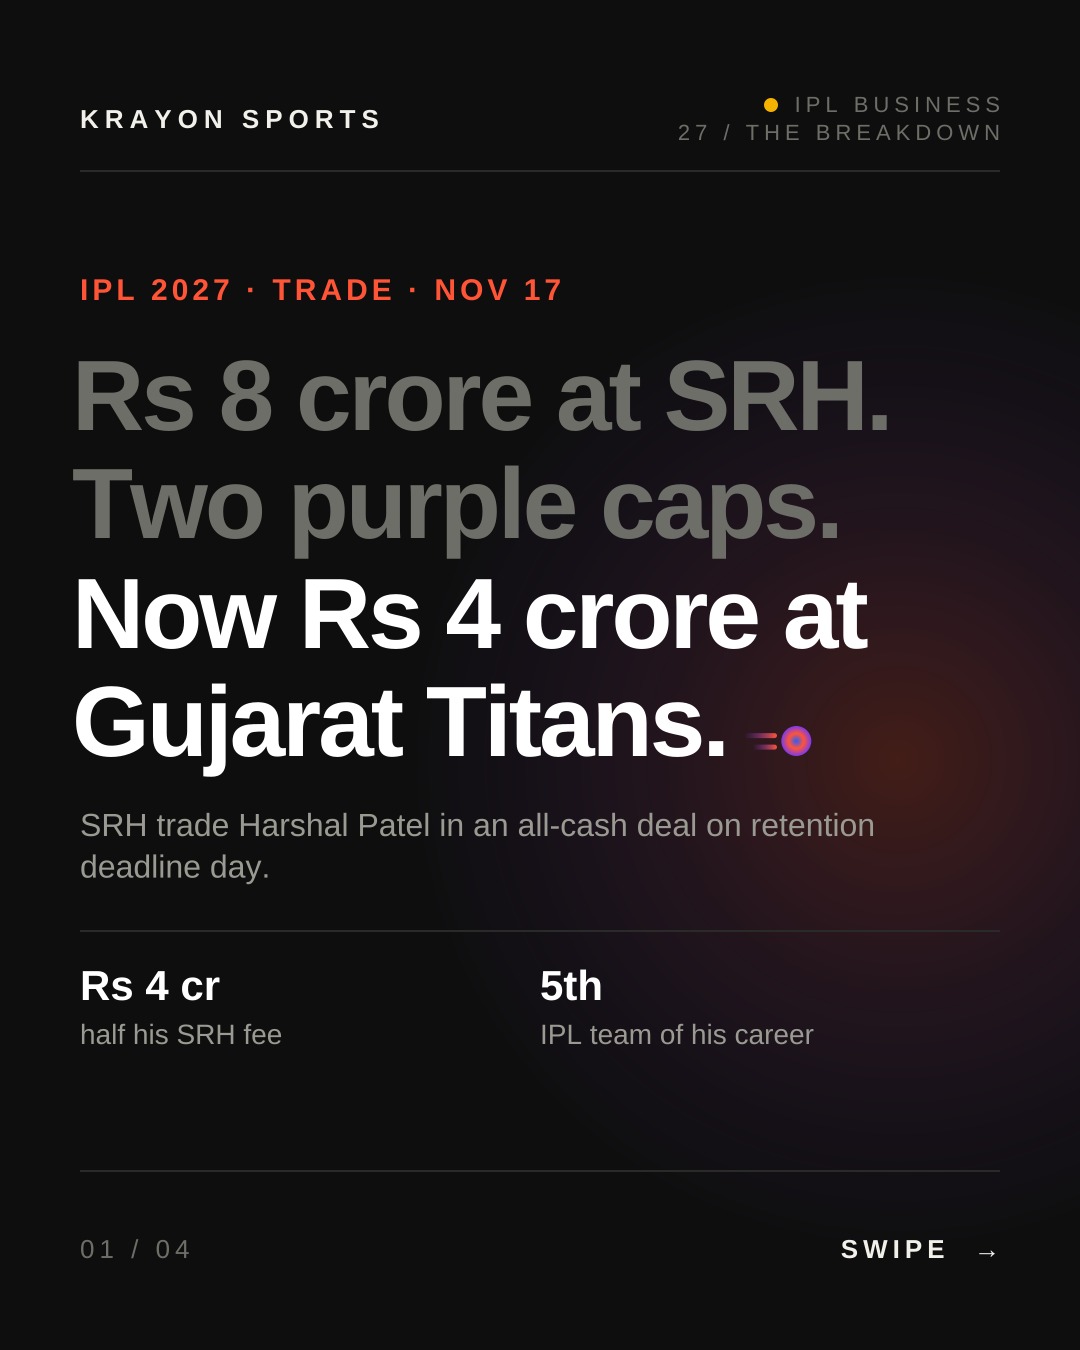 KRAYON SPORTS
IPL BUSINESS
27 / THE BREAKDOWN
IPL 2027 · TRADE · NOV 17
Rs 8 crore at SRH.
Two purple caps.
Now Rs 4 crore at
Gujarat Titans.
SRH trade Harshal Patel in an all-cash deal on retention
deadline day.
Rs 4 cr
half his SRH fee
5th
IPL team of his career
01 / 04
SWIPE →